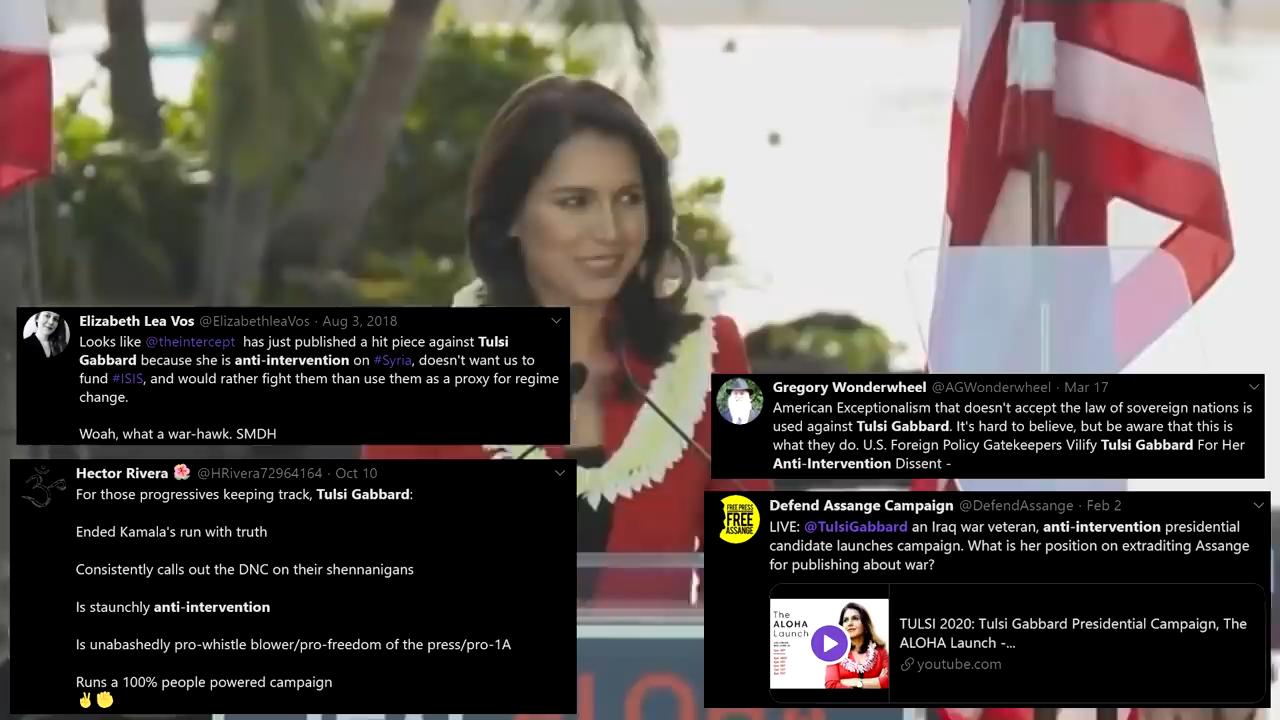 Elizabeth Lea Vos @ElizabethleaVos · Aug 3, 2018
Looks like @theintercept has just published a hit piece against Tulsi
Gabbard because she is anti-intervention on #Syria, doesn't want us to
fund #ISIS, and would rather fight them than use them as a proxy for regime
change.
Woah, what a war-hawk. SMDH
Hector Rivera 🌺 @HRivera72964164 · Oct 10
For those progressives keeping track, Tulsi Gabbard:
Ended Kamala's run with truth
Consistently calls out the DNC on their shennanigans
Is staunchly anti-intervention
Is unabashedly pro-whistle blower/pro-freedom of the press/pro-1A
Runs a 100% people powered campaign
✌✊
Gregory Wonderwheel @AGWonderwheel · Mar 17
American Exceptionalism that doesn't accept the law of sovereign nations is
used against Tulsi Gabbard. It's hard to believe, but be aware that this is
what they do. U.S. Foreign Policy Gatekeepers Vilify Tulsi Gabbard For Her
Anti-Intervention Dissent -
FREE PRESS
FREE
ASSANGE
Defend Assange Campaign @DefendAssange · Feb 2
LIVE: @TulsiGabbard an Iraq war veteran, anti-intervention presidential
candidate launches campaign. What is her position on extraditing Assange
for publishing about war?
The
ALOHA
Launch
TULSI 2020: Tulsi Gabbard Presidential Campaign, The
ALOHA Launch -...
youtube.com